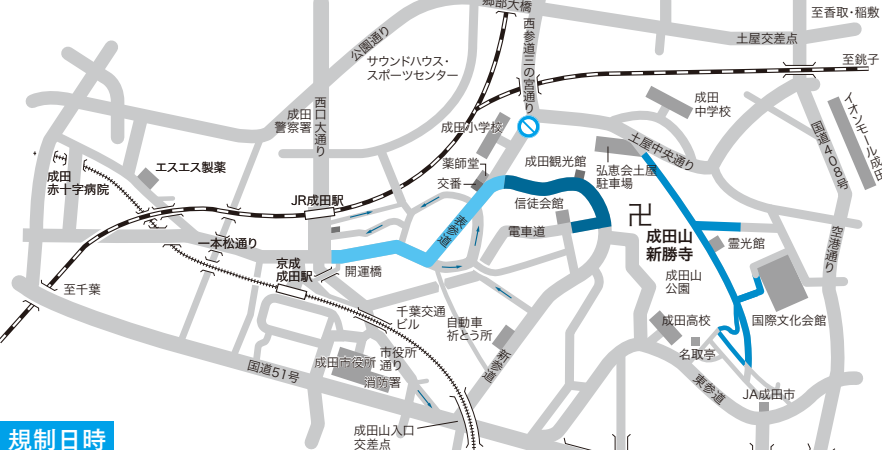 郷部大橋
至香取・稲敷
公園通り
西参道三の宮通り
土屋交差点
サウンドハウス・
スポーツセンター
至銚子
成田
中学校
イオンモール成田
西口大通り
成田
警察署
成田小学校
国道408号
土屋中央通り
薬師堂
成田観光館
弘恵会土屋
駐車場
エスエス製薬
成田
赤十字病院
交番
JR成田駅
信徒会館
卍
表参道
電車道
成田山
新勝寺
霊光館
空港通り
一本松通り
京成
成田駅
開運橋
成田山
公園
至千葉
千葉交通
ビル
自動車
祈とう所
成田高校
国際文化会館
新参道
名取亭
市役所
通り
成田市役所
国道51号
消防署
東参道
JA成田市
成田山入口
交差点
規制日時